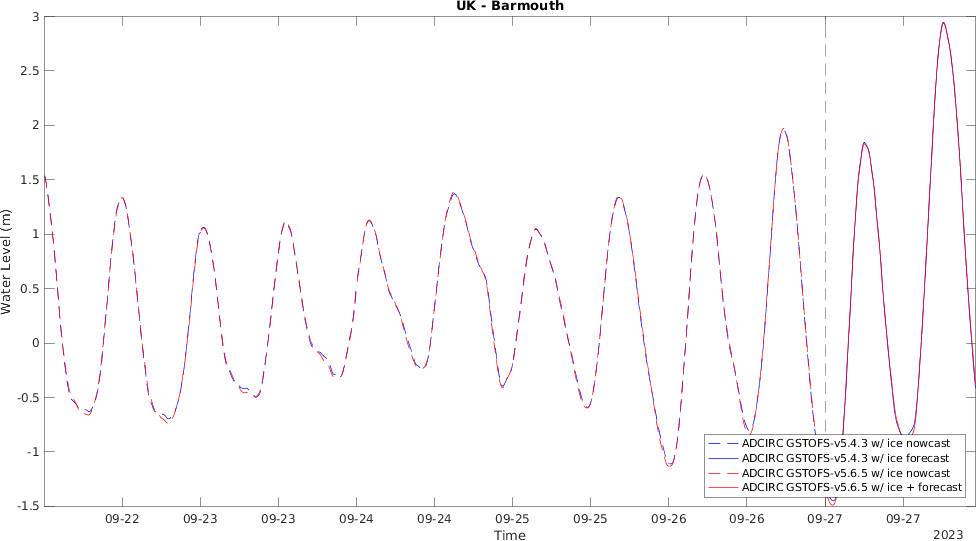 UK - Barmouth
3
2.5
2
1.5
1
0.5
0
-0.5
-1
-1.5
Water Level (m)
ADCIRC GSTOFS-v5.4.3 w/ ice nowcast
ADCIRC GSTOFS-v5.4.3 w/ ice forecast
ADCIRC GSTOFS-v5.6.5 w/ ice nowcast
ADCIRC GSTOFS-v5.6.5 w/ ice + forecast
09-22 09-23 09-23 09-24 09-24 09-25 09-25 09-26 09-26 09-27 09-27
Time
2023